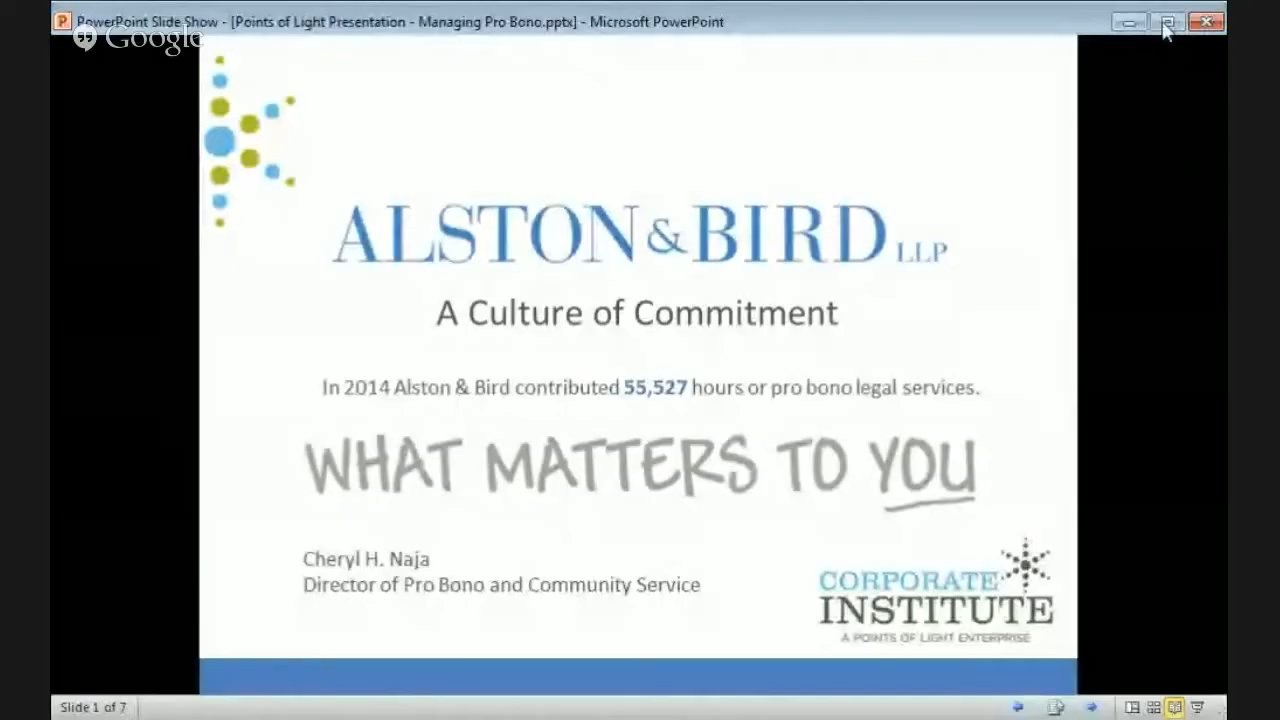 PowerPoint Slide Show - [Points of Light Presentation - Managing Pro Bono.pptx] - Microsoft PowerPoint
Google
ALSTON&BIRD LLP
A Culture of Commitment
In 2014 Alston & Bird contributed 55,527 hours or pro bono legal services.
WHAT MATTERS TO YOU
Cheryl H. Naja
Director of Pro Bono and Community Service
CORPORATE
INSTITUTE
A POINTS OF LIGHT ENTERPRISE
Slide 1 of 7